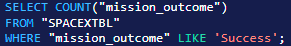 SELECT COUNT("mission_outcome")
FROM "SPACEXTBL"
WHERE "mission_outcome" LIKE 'Success';